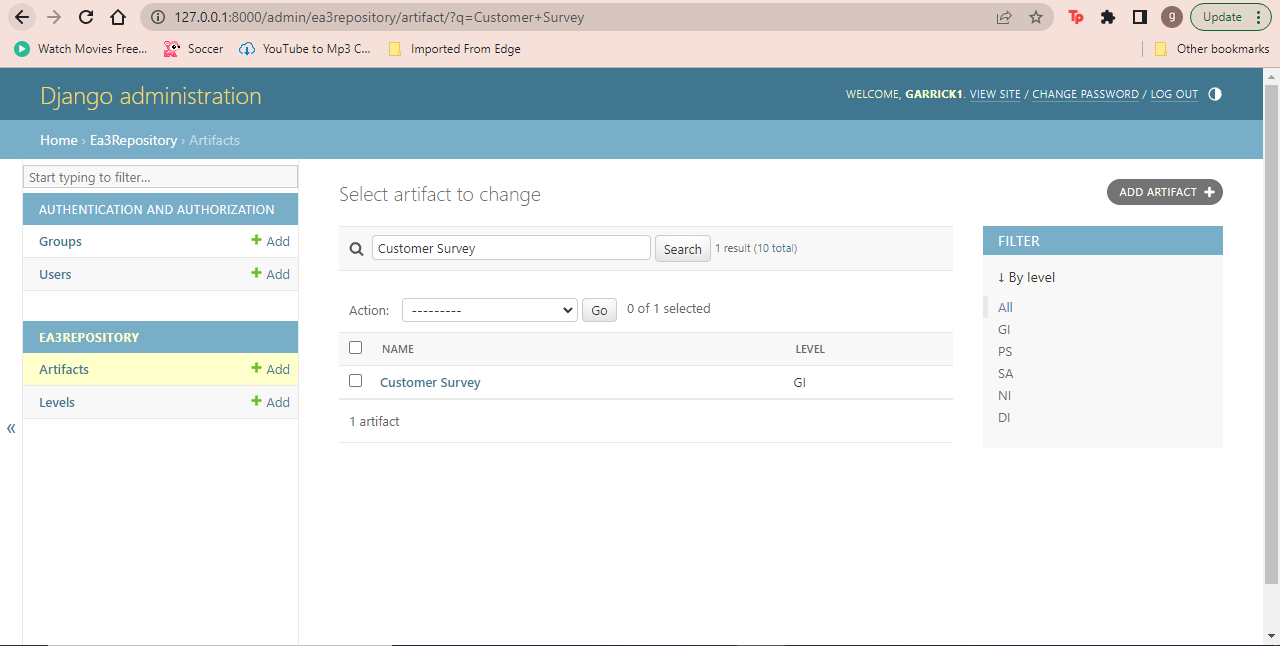 127.0.0.1:8000/admin/ea3repository/artifact/?q=Customer+Survey
Tp
g
Update
Watch Movies Free...
Soccer
YouTube to Mp3 C...
Imported From Edge
Other bookmarks
Django administration
WELCOME, GARRICK1. VIEW SITE / CHANGE PASSWORD / LOG OUT
Home › Ea3Repository › Artifacts
Start typing to filter...
AUTHENTICATION AND AUTHORIZATION
Groups + Add
Users + Add
EA3REPOSITORY
Artifacts + Add
Levels + Add
«
Select artifact to change
ADD ARTIFACT +
Customer Survey
Search
1 result (10 total)
Action: --------- Go 0 of 1 selected
NAME LEVEL
Customer Survey GI
1 artifact
FILTER
↓ By level
All
GI
PS
SA
NI
DI